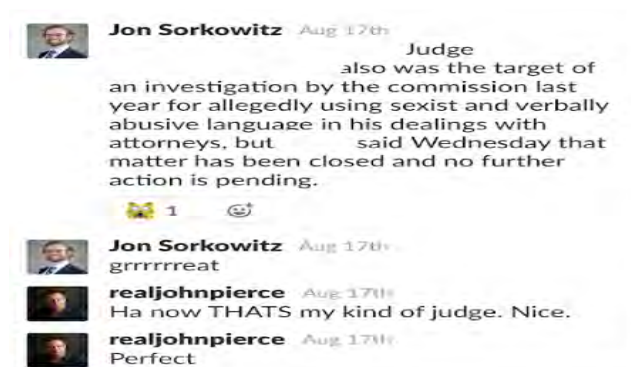 Jon Sorkowitz Aug 17th
Judge
also was the target of
an investigation by the commission last
year for allegedly using sexist and verbally
abusive language in his dealings with
attorneys, but said Wednesday that
matter has been closed and no further
action is pending.
1
Jon Sorkowitz Aug 17th
grrrrrreat
realjohnpierce Aug 17th
Ha now THATS my kind of judge. Nice.
realjohnpierce Aug 17th
Perfect